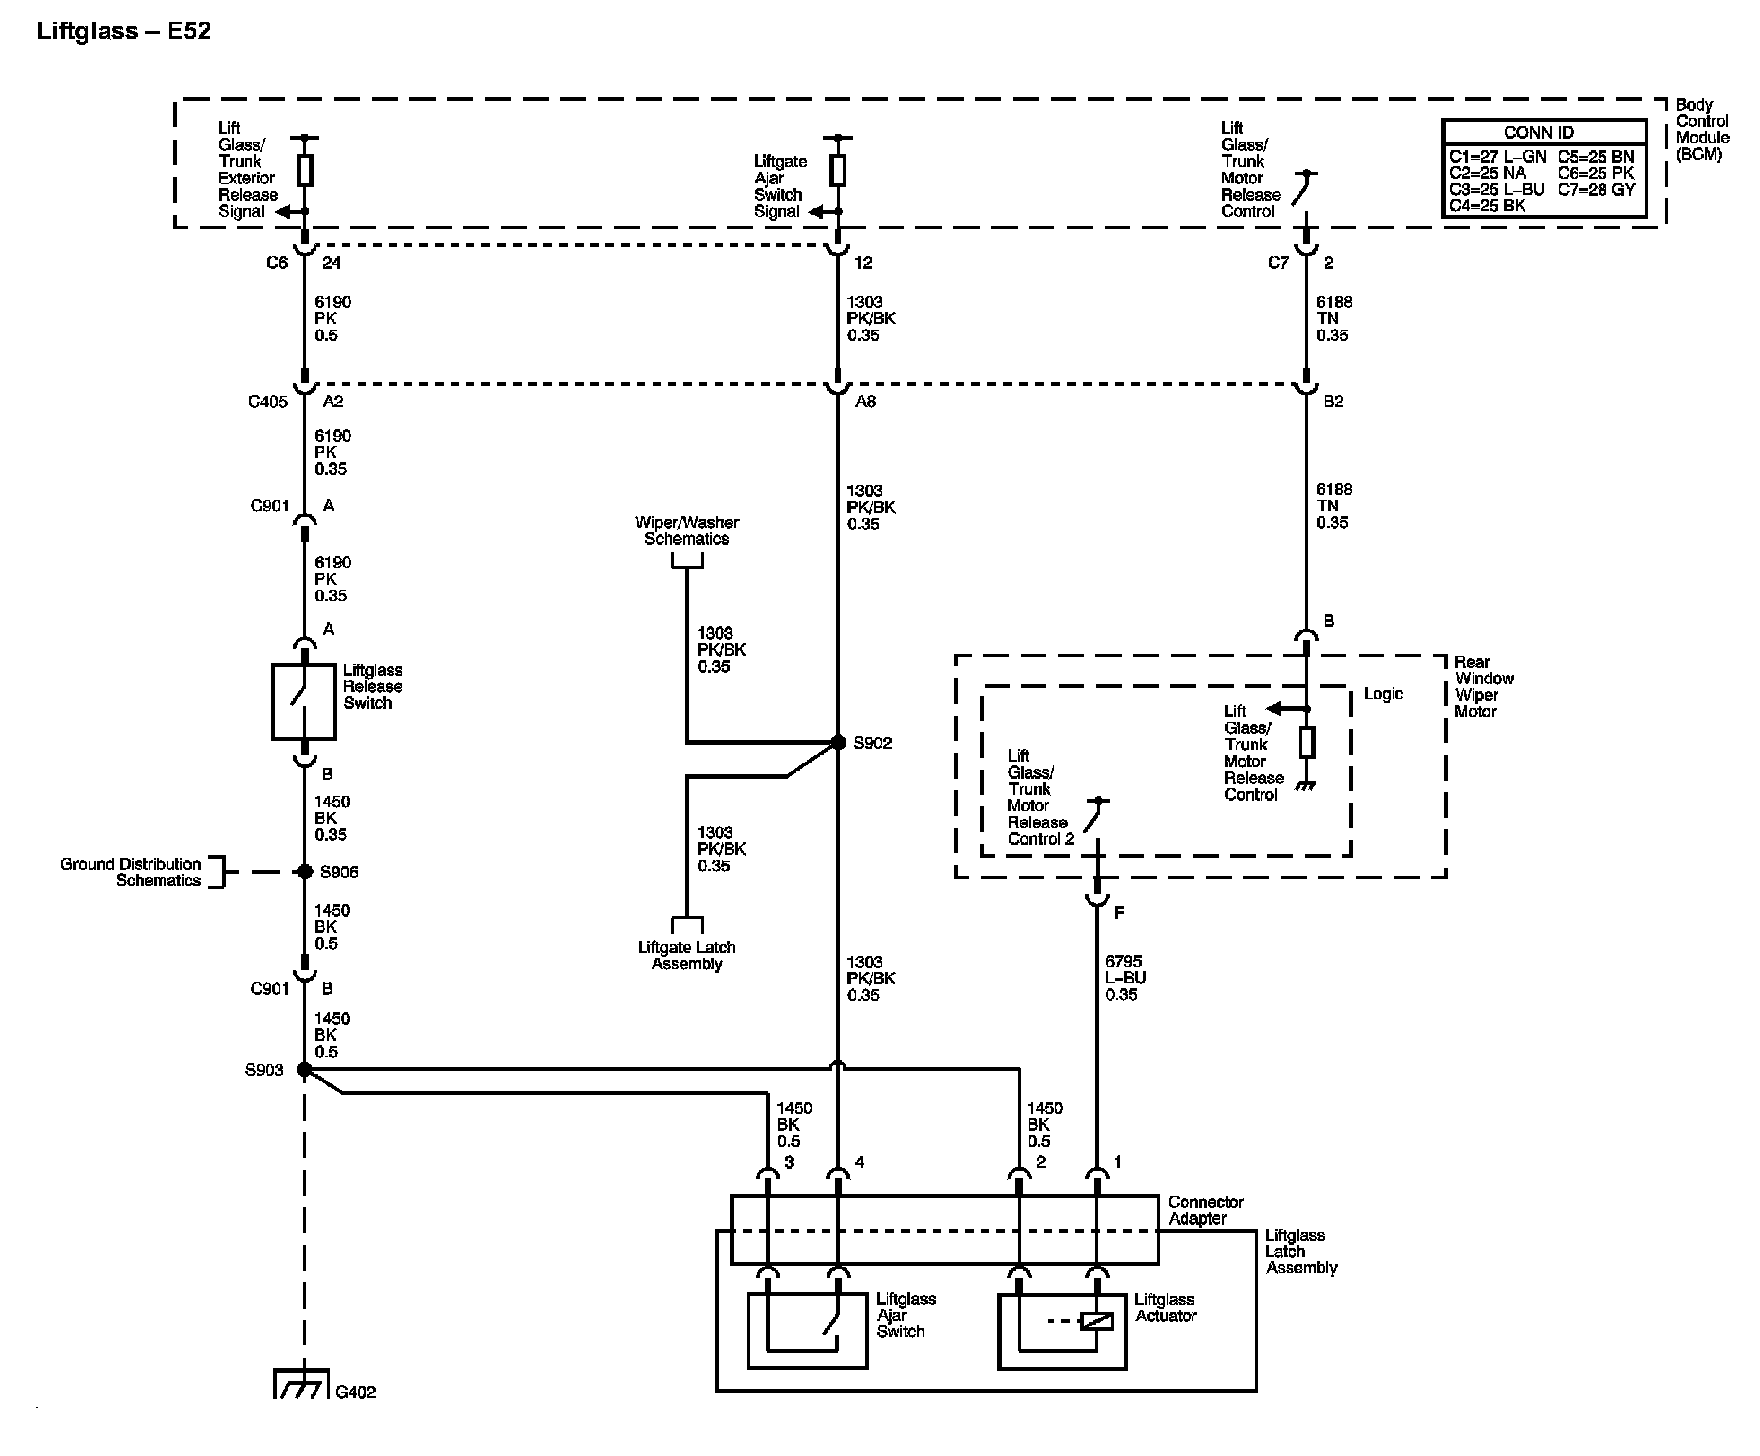 Liftglass – E52
Body
Control
Module
(BCM)
CONN ID
C1=27 L–GN C5=25 BN
C2=25 NA C6=25 PK
C3=25 L–BU C7=28 GY
C4=25 BK
Lift
Glass/
Trunk
Exterior
Release
Signal
Liftgate
Ajar
Switch
Signal
Lift
Glass/
Trunk
Motor
Release
Control
C6 24
12
C7 2
6190
PK
0.5
1303
PK/BK
0.35
6188
TN
0.35
C405 A2
A8
B2
6190
PK
0.35
1303
PK/BK
0.35
6188
TN
0.35
C901 A
Wiper/Washer
Schematics
6190
PK
0.35
A
B
1303
PK/BK
0.35
Liftglass
Release
Switch
Rear
Window
Wiper
Motor
Logic
Lift
Glass/
Trunk
Motor
Release
Control
S902
Lift
Glass/
Trunk
Motor
Release
Control 2
B
1450
BK
0.35
1303
PK/BK
0.35
Ground Distribution
Schematics
S906
1450
BK
0.5
F
Liftgate Latch
Assembly
1303
PK/BK
0.35
6795
L–BU
0.35
C901 B
1450
BK
0.5
S903
1450
BK
0.5
1450
BK
0.5
3
4
2
1
Connector
Adapter
Liftglass
Latch
Assembly
Liftglass
Ajar
Switch
Liftglass
Actuator
G402